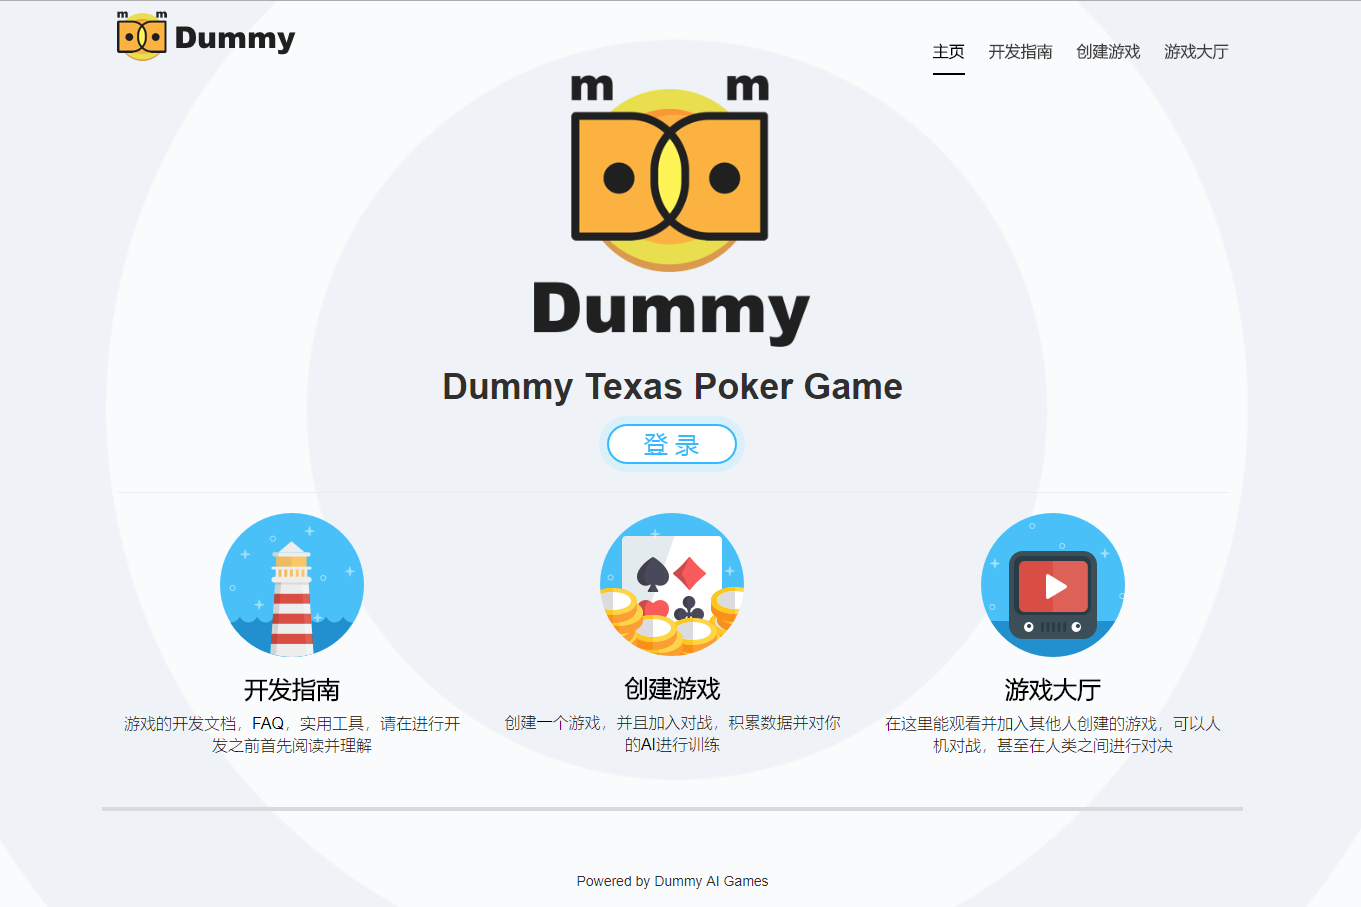 m m
Dummy
主页 开发指南 创建游戏 游戏大厅
m m
Dummy
Dummy Texas Poker Game
登 录
开发指南
游戏的开发文档，FAQ，实用工具，请在进行开
发之前首先阅读并理解
创建游戏
创建一个游戏，并且加入对战，积累数据并对你
的AI进行训练
游戏大厅
在这里能观看并加入其他人创建的游戏，可以人
机对战，甚至在人类之间进行对决
Powered by Dummy AI Games